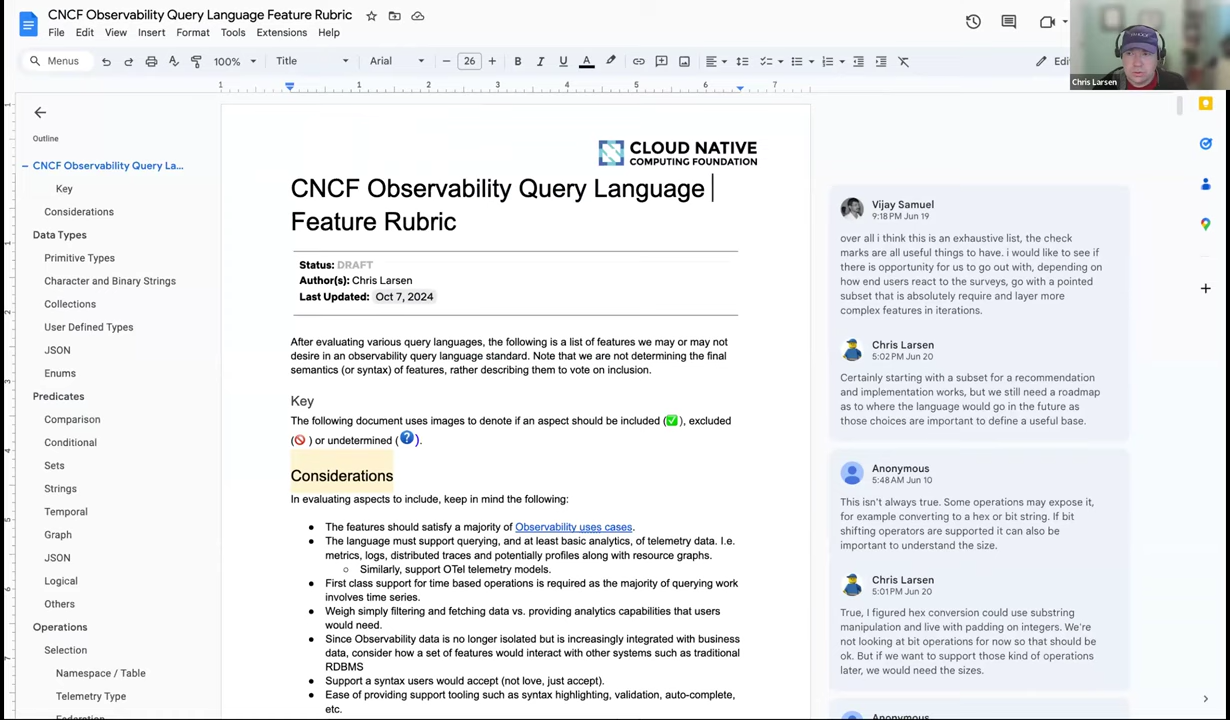 CNCF Observability Query Language Feature Rubric
File Edit View Insert Format Tools Extensions Help
Menus
100%
Title
Arial
26
B I U A
Chris Larsen
1 1 2 3 4 5 6 7
Outline
CNCF Observability Query La...
Key
Considerations
Data Types
Primitive Types
Character and Binary Strings
Collections
User Defined Types
JSON
Enums
Predicates
Comparison
Conditional
Sets
Strings
Temporal
Graph
JSON
Logical
Others
Operations
Selection
Namespace / Table
Telemetry Type
CLOUD NATIVE
COMPUTING FOUNDATION
CNCF Observability Query Language
Feature Rubric
Status: DRAFT
Author(s): Chris Larsen
Last Updated: Oct 7, 2024
After evaluating various query languages, the following is a list of features we may or may not
desire in an observability query language standard. Note that we are not determining the final
semantics (or syntax) of features, rather describing them to vote on inclusion.
Key
The following document uses images to denote if an aspect should be included (✅), excluded
(🚫) or undetermined (❓).
Considerations
In evaluating aspects to include, keep in mind the following:
● The features should satisfy a majority of Observability uses cases.
● The language must support querying, and at least basic analytics, of telemetry data. I.e.
metrics, logs, distributed traces and potentially profiles along with resource graphs.
○ Similarly, support OTel telemetry models.
● First class support for time based operations is required as the majority of querying work
involves time series.
● Weigh simply filtering and fetching data vs. providing analytics capabilities that users
would need.
● Since Observability data is no longer isolated but is increasingly integrated with business
data, consider how a set of features would interact with other systems such as traditional
RDBMS
● Support a syntax users would accept (not love, just accept).
● Ease of providing support tooling such as syntax highlighting, validation, auto-complete,
etc.
Vijay Samuel
9:18 PM Jun 19
over all i think this is an exhaustive list, the check
marks are all useful things to have. i would like to see if
there is opportunity for us to go out with, depending on
how end users react to the surveys, go with a pointed
subset that is absolutely require and layer more
complex features in iterations.
Chris Larsen
5:02 PM Jun 20
Certainly starting with a subset for a recommendation
and implementation works, but we still need a roadmap
as to where the language would go in the future as
those choices are important to define a useful base.
Anonymous
5:48 AM Jun 10
This isn't always true. Some operations may expose it,
for example converting to a hex or bit string. If bit
shifting operators are supported it can also be
important to understand the size.
Chris Larsen
5:01 PM Jun 20
True, I figured hex conversion could use substring
manipulation and live with padding on integers. We're
not looking at bit operations for now so that should be
ok. But if we want to support those kind of operations
later, we would need the sizes.
Anonymous